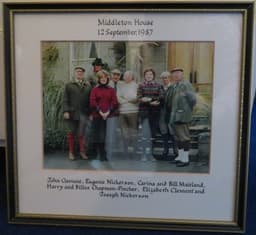 Middleton House
12 September, 1987
John Clement, Eugenie Nickerson, Carina and Bill Maitland,
Harry and Billee Chapman-Pincher, Elizabeth Clement and
Joseph Nickerson